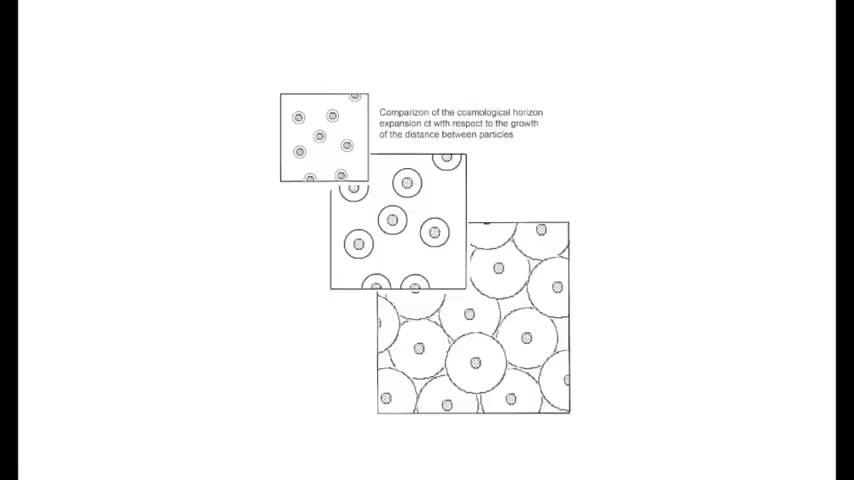 Comparizon of the cosmological horizon
expansion ct with respect to the growth
of the distance between particles